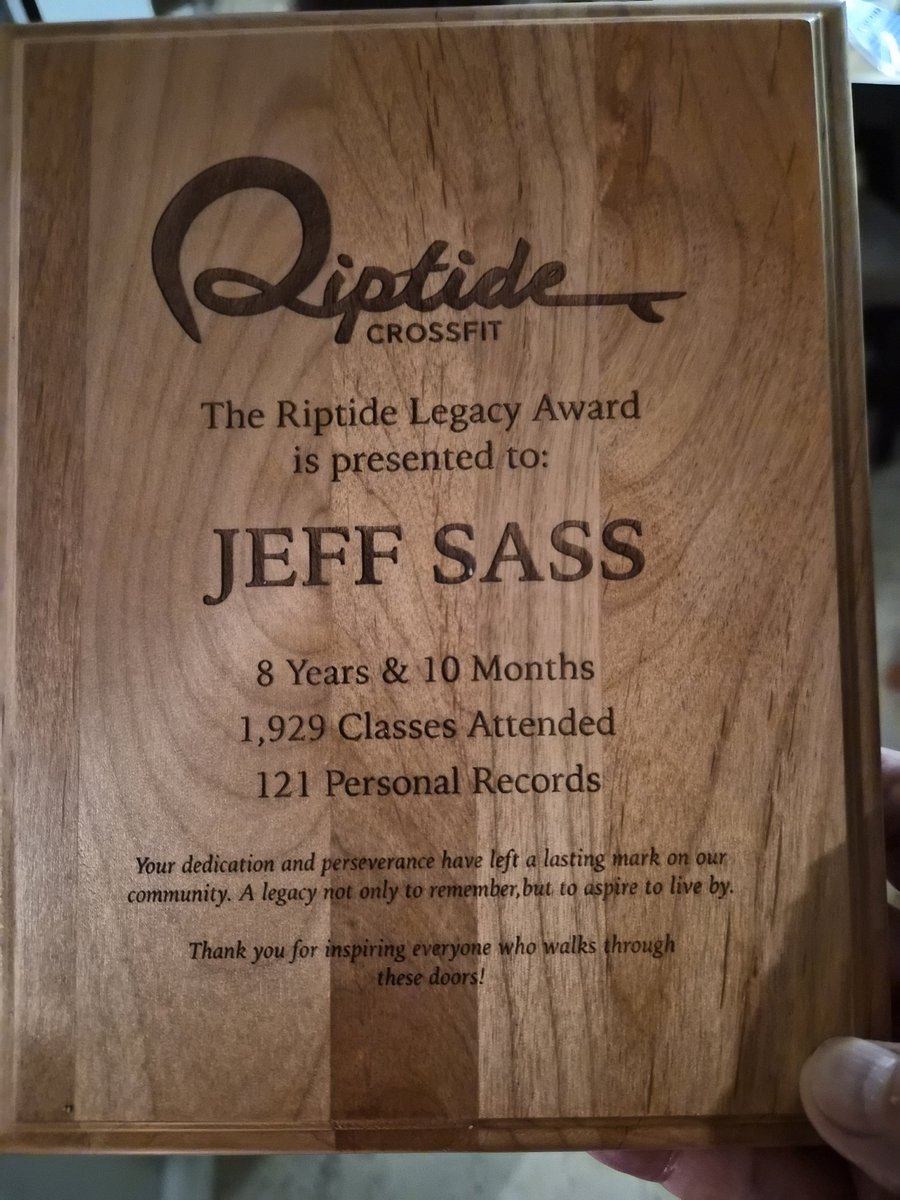 Riptide
CROSSFIT
The Riptide Legacy Award
is presented to:
JEFF SASS
8 Years & 10 Months
1,929 Classes Attended
121 Personal Records
Your dedication and perseverance have left a lasting mark on our
community. A legacy not only to remember,but to aspire to live by.
Thank you for inspiring everyone who walks through
these doors!